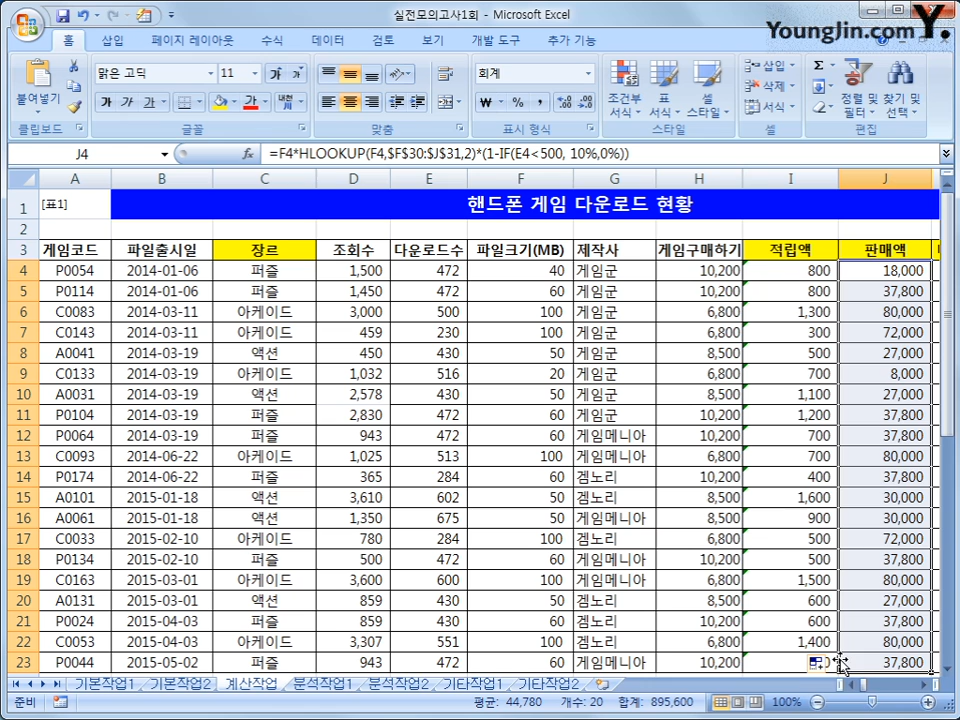 실전모의고사1회 - Microsoft Excel
YoungJin.com Y.
홈 삽입 페이지 레이아웃 수식 데이터 검토 보기 개발 도구 추가 기능
붙여넣기 맑은 고딕 11 회계 조건부 서식 표 서식 셀 스타일 삽입 삭제 서식 정렬 및 필터 찾기 및 선택
클립보드 글꼴 맞춤 표시 형식 스타일 셀 편집
J4 fx =F4*HLOOKUP(F4,$F$30:$J$31,2)*(1-IF(E4<500, 10%,0%))
A B C D E F G H I J
1 [표1] 핸드폰 게임 다운로드 현황
2
3 게임코드 파일출시일 장르 조회수 다운로드수 파일크기(MB) 제작사 게임구매하기 적립액 판매액
4 P0054 2014-01-06 퍼즐 1,500 472 40 게임군 10,200 800 18,000
5 P0114 2014-01-06 퍼즐 1,450 472 60 게임군 10,200 800 37,800
6 C0083 2014-03-11 아케이드 3,000 500 100 게임군 6,800 1,300 80,000
7 C0143 2014-03-11 아케이드 459 230 100 게임군 6,800 300 72,000
8 A0041 2014-03-19 액션 450 430 50 게임군 8,500 500 27,000
9 C0133 2014-03-19 아케이드 1,032 516 20 게임군 6,800 700 8,000
10 A0031 2014-03-19 액션 2,578 430 50 게임군 8,500 1,100 27,000
11 P0104 2014-03-19 퍼즐 2,830 472 60 게임군 10,200 1,200 37,800
12 P0064 2014-03-19 퍼즐 943 472 60 게임메니아 10,200 700 37,800
13 C0093 2014-06-22 아케이드 1,025 513 100 게임메니아 6,800 700 80,000
14 P0174 2014-06-22 퍼즐 365 284 60 겜노리 10,200 400 37,800
15 A0101 2015-01-18 액션 3,610 602 50 겜노리 8,500 1,600 30,000
16 A0061 2015-01-18 액션 1,350 675 50 게임메니아 8,500 900 30,000
17 C0033 2015-02-10 아케이드 780 284 100 겜노리 6,800 500 72,000
18 P0134 2015-02-10 퍼즐 500 472 60 게임메니아 10,200 500 37,800
19 C0163 2015-03-01 아케이드 3,600 600 100 게임메니아 6,800 1,500 80,000
20 A0131 2015-03-01 액션 859 430 50 겜노리 8,500 600 27,000
21 P0024 2015-04-03 퍼즐 859 430 60 겜노리 10,200 600 37,800
22 C0053 2015-04-03 아케이드 3,307 551 100 겜노리 6,800 1,400 80,000
23 P0044 2015-05-02 퍼즐 943 472 60 게임메니아 10,200 37,800
기본작업1 기본작업2 계산작업 분석작업1 분석작업2 기타작업1 기타작업2
준비 평균: 44,780 개수: 20 합계: 895,600 100%